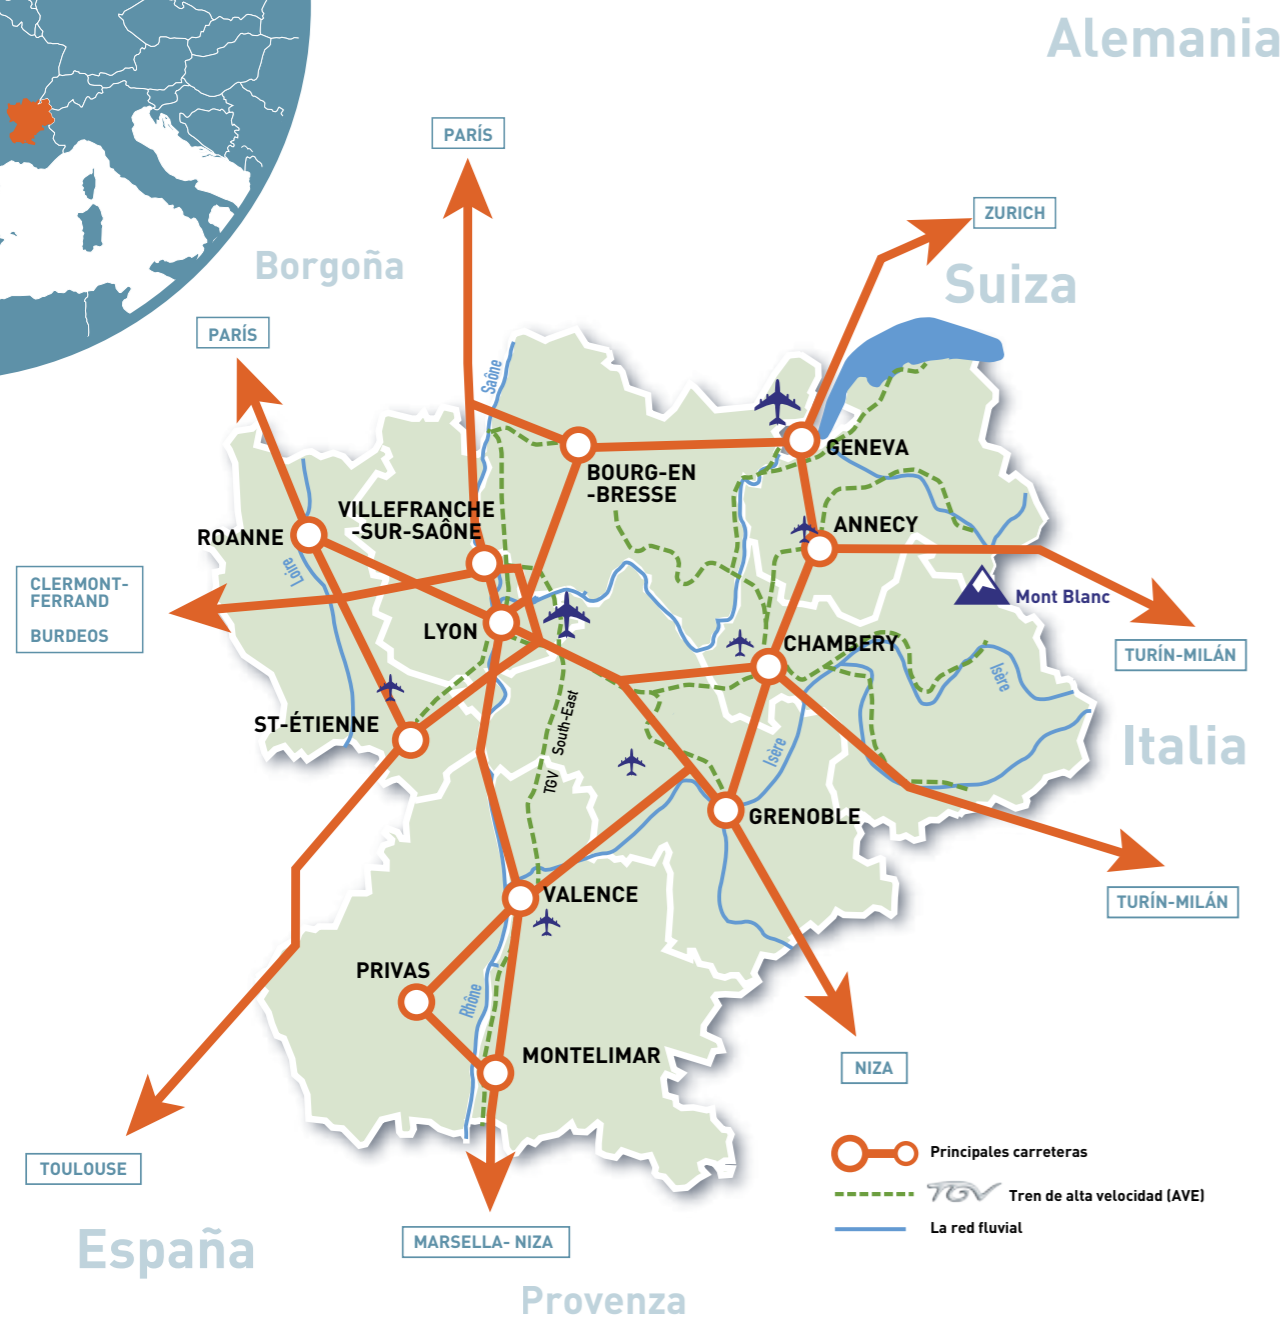 Alemania
PARÍS
ZURICH
Borgoña
Suiza
PARÍS
Saône
GENEVA
BOURG-EN
-BRESSE
VILLEFRANCHE
-SUR-SAÔNE
ROANNE
ANNECY
Loire
CLERMONT-
FERRAND
BURDEOS
Mont Blanc
LYON
CHAMBERY
TURÍN-MILÁN
Isère
ST-ÉTIENNE
TGV South-East
Isère
Italia
GRENOBLE
VALENCE
TURÍN-MILÁN
PRIVAS
Rhône
MONTELIMAR
NIZA
TOULOUSE
Principales carreteras
TGV Tren de alta velocidad (AVE)
La red fluvial
España
MARSELLA- NIZA
Provenza